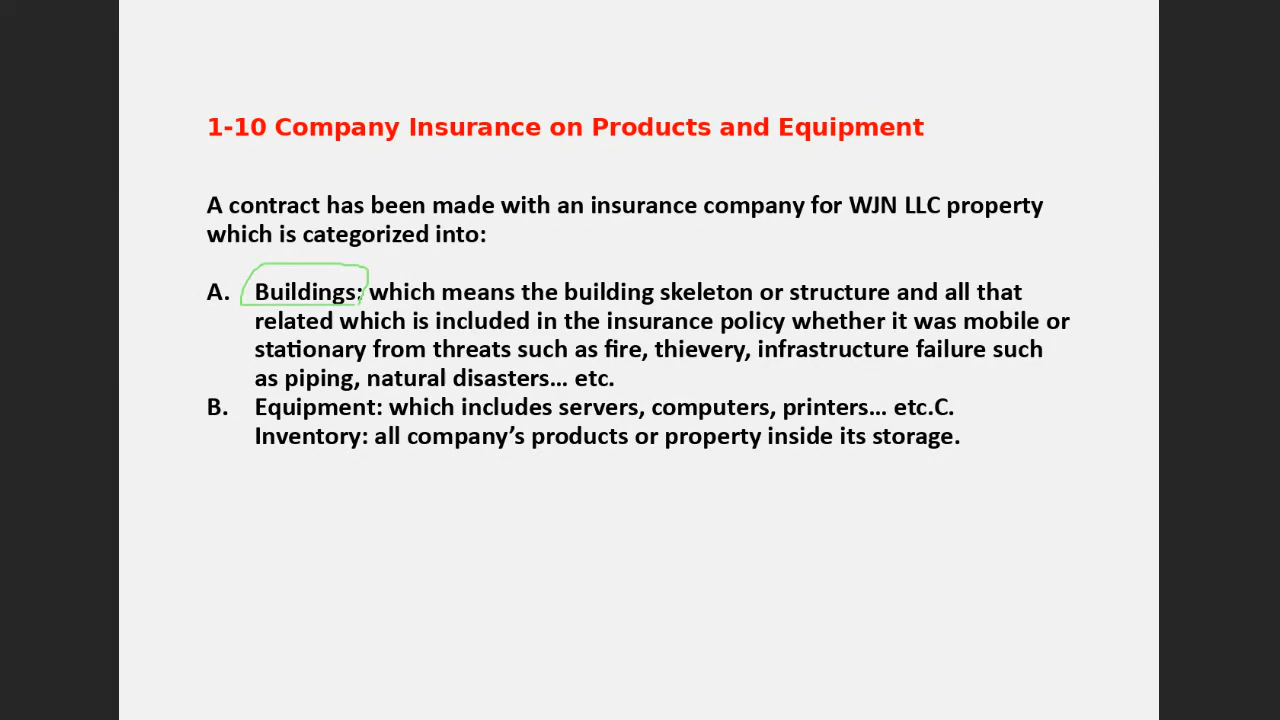 1-10 Company Insurance on Products and Equipment
A contract has been made with an insurance company for WJN LLC property
which is categorized into:
A. Buildings: which means the building skeleton or structure and all that
related which is included in the insurance policy whether it was mobile or
stationary from threats such as fire, thievery, infrastructure failure such
as piping, natural disasters… etc.
B. Equipment: which includes servers, computers, printers… etc.C.
Inventory: all company’s products or property inside its storage.